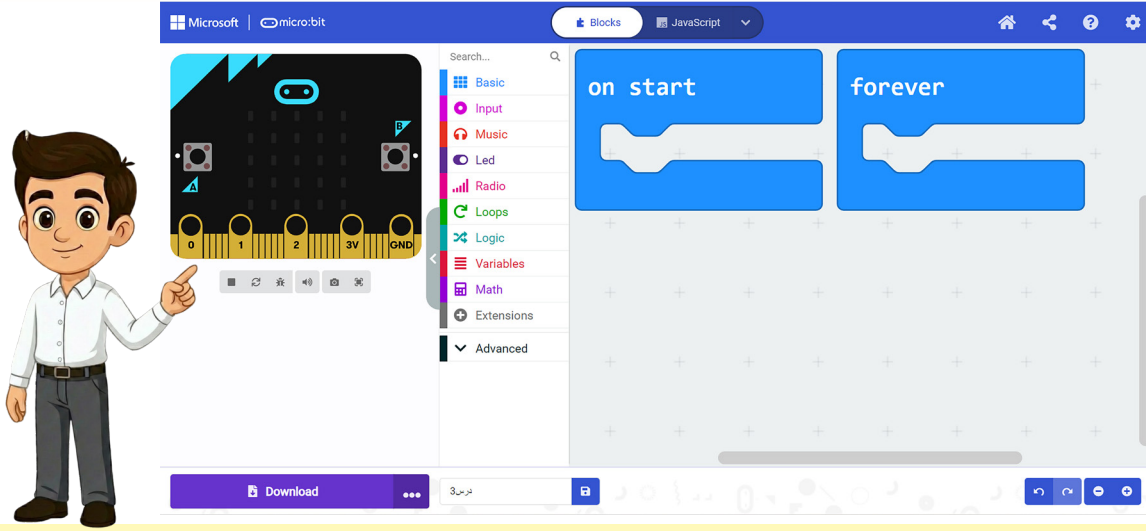 Microsoft micro:bit Blocks JavaScript
Search...
Basic
Input
Music
Led
Radio
Loops
Logic
Variables
Math
Extensions
Advanced
B
A
0 1 2 3V GND
on start
forever
Download
درس3